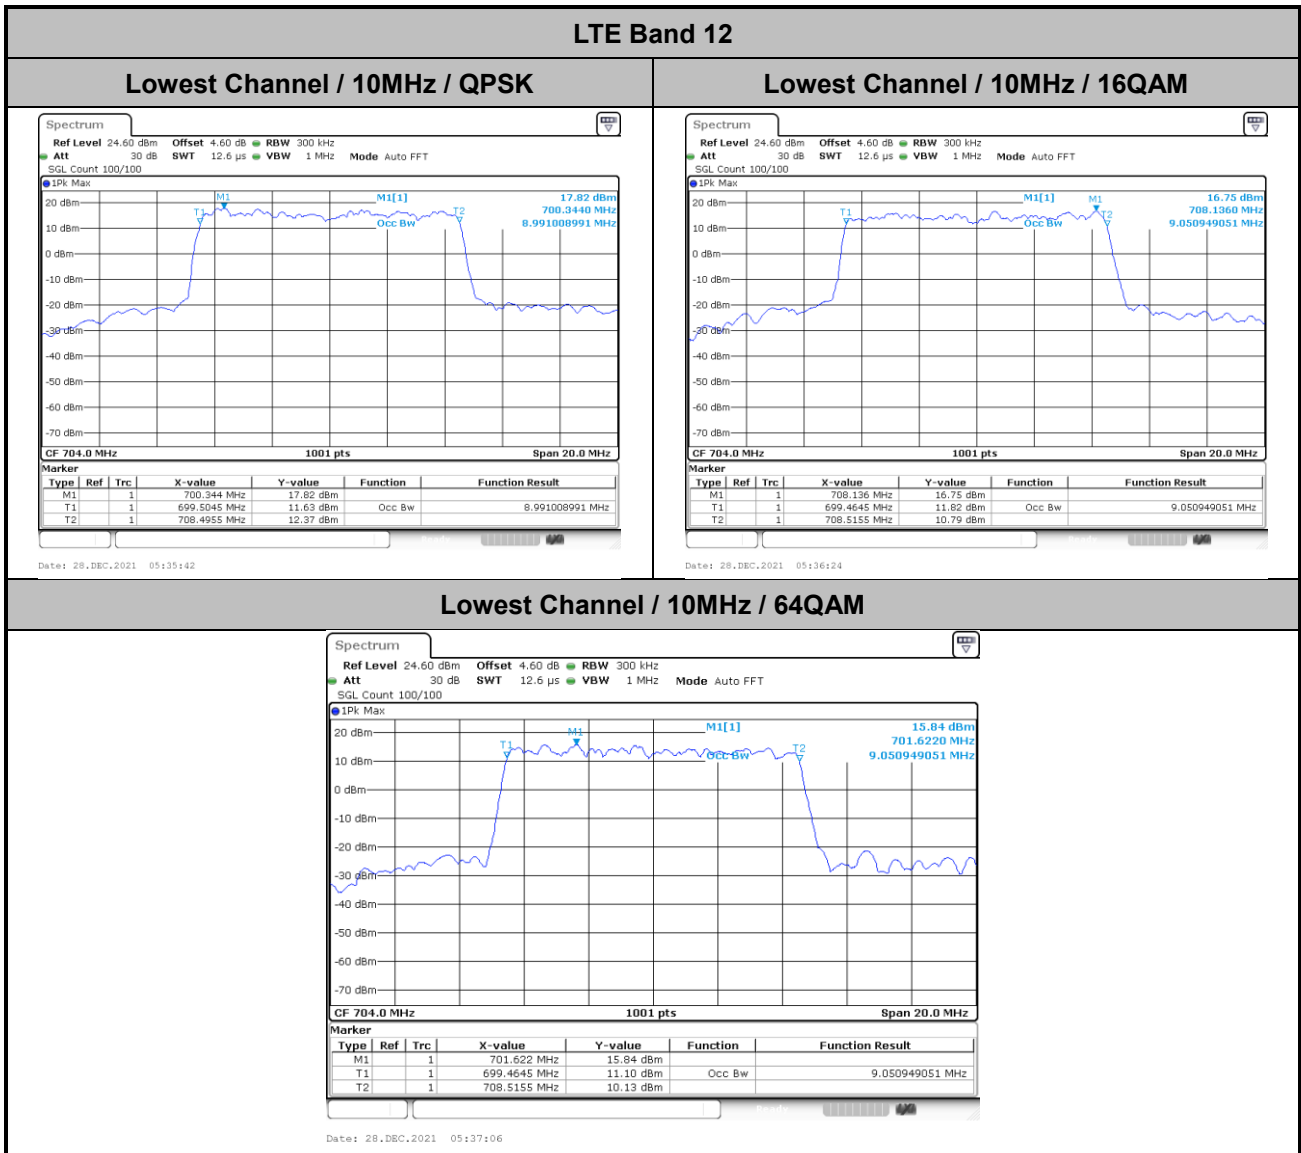 LTE Band 12
Lowest Channel / 10MHz / QPSK
Lowest Channel / 10MHz / 16QAM
Spectrum
Ref Level 24.60 dBm Offset 4.60 dB RBW 300 kHz
Att 30 dB SWT 12.6 µs VBW 1 MHz Mode Auto FFT
SGL Count 100/100
1Pk Max
M1[1] 17.82 dBm
700.3440 MHz
Occ Bw 8.991008991 MHz
M1
T1
T2
20 dBm
10 dBm
0 dBm
-10 dBm
-20 dBm
-30 dBm
-40 dBm
-50 dBm
-60 dBm
-70 dBm
CF 704.0 MHz 1001 pts Span 20.0 MHz
Marker
Type Ref Trc X-value Y-value Function Function Result
M1 1 700.344 MHz 17.82 dBm
T1 1 699.5045 MHz 11.63 dBm Occ Bw 8.991008991 MHz
T2 1 708.4955 MHz 12.37 dBm
Ready
Date: 28.DEC.2021 05:35:42
Spectrum
Ref Level 24.60 dBm Offset 4.60 dB RBW 300 kHz
Att 30 dB SWT 12.6 µs VBW 1 MHz Mode Auto FFT
SGL Count 100/100
1Pk Max
M1[1] 16.75 dBm
708.1360 MHz
Occ Bw 9.050949051 MHz
M1
T1
T2
20 dBm
10 dBm
0 dBm
-10 dBm
-20 dBm
-30 dBm
-40 dBm
-50 dBm
-60 dBm
-70 dBm
CF 704.0 MHz 1001 pts Span 20.0 MHz
Marker
Type Ref Trc X-value Y-value Function Function Result
M1 1 708.136 MHz 16.75 dBm
T1 1 699.4645 MHz 11.82 dBm Occ Bw 9.050949051 MHz
T2 1 708.5155 MHz 10.79 dBm
Ready
Date: 28.DEC.2021 05:36:24
Lowest Channel / 10MHz / 64QAM
Spectrum
Ref Level 24.60 dBm Offset 4.60 dB RBW 300 kHz
Att 30 dB SWT 12.6 µs VBW 1 MHz Mode Auto FFT
SGL Count 100/100
1Pk Max
M1[1] 15.84 dBm
701.6220 MHz
Occ Bw 9.050949051 MHz
M1
T1
T2
20 dBm
10 dBm
0 dBm
-10 dBm
-20 dBm
-30 dBm
-40 dBm
-50 dBm
-60 dBm
-70 dBm
CF 704.0 MHz 1001 pts Span 20.0 MHz
Marker
Type Ref Trc X-value Y-value Function Function Result
M1 1 701.622 MHz 15.84 dBm
T1 1 699.4645 MHz 11.10 dBm Occ Bw 9.050949051 MHz
T2 1 708.5155 MHz 10.13 dBm
Ready
Date: 28.DEC.2021 05:37:06